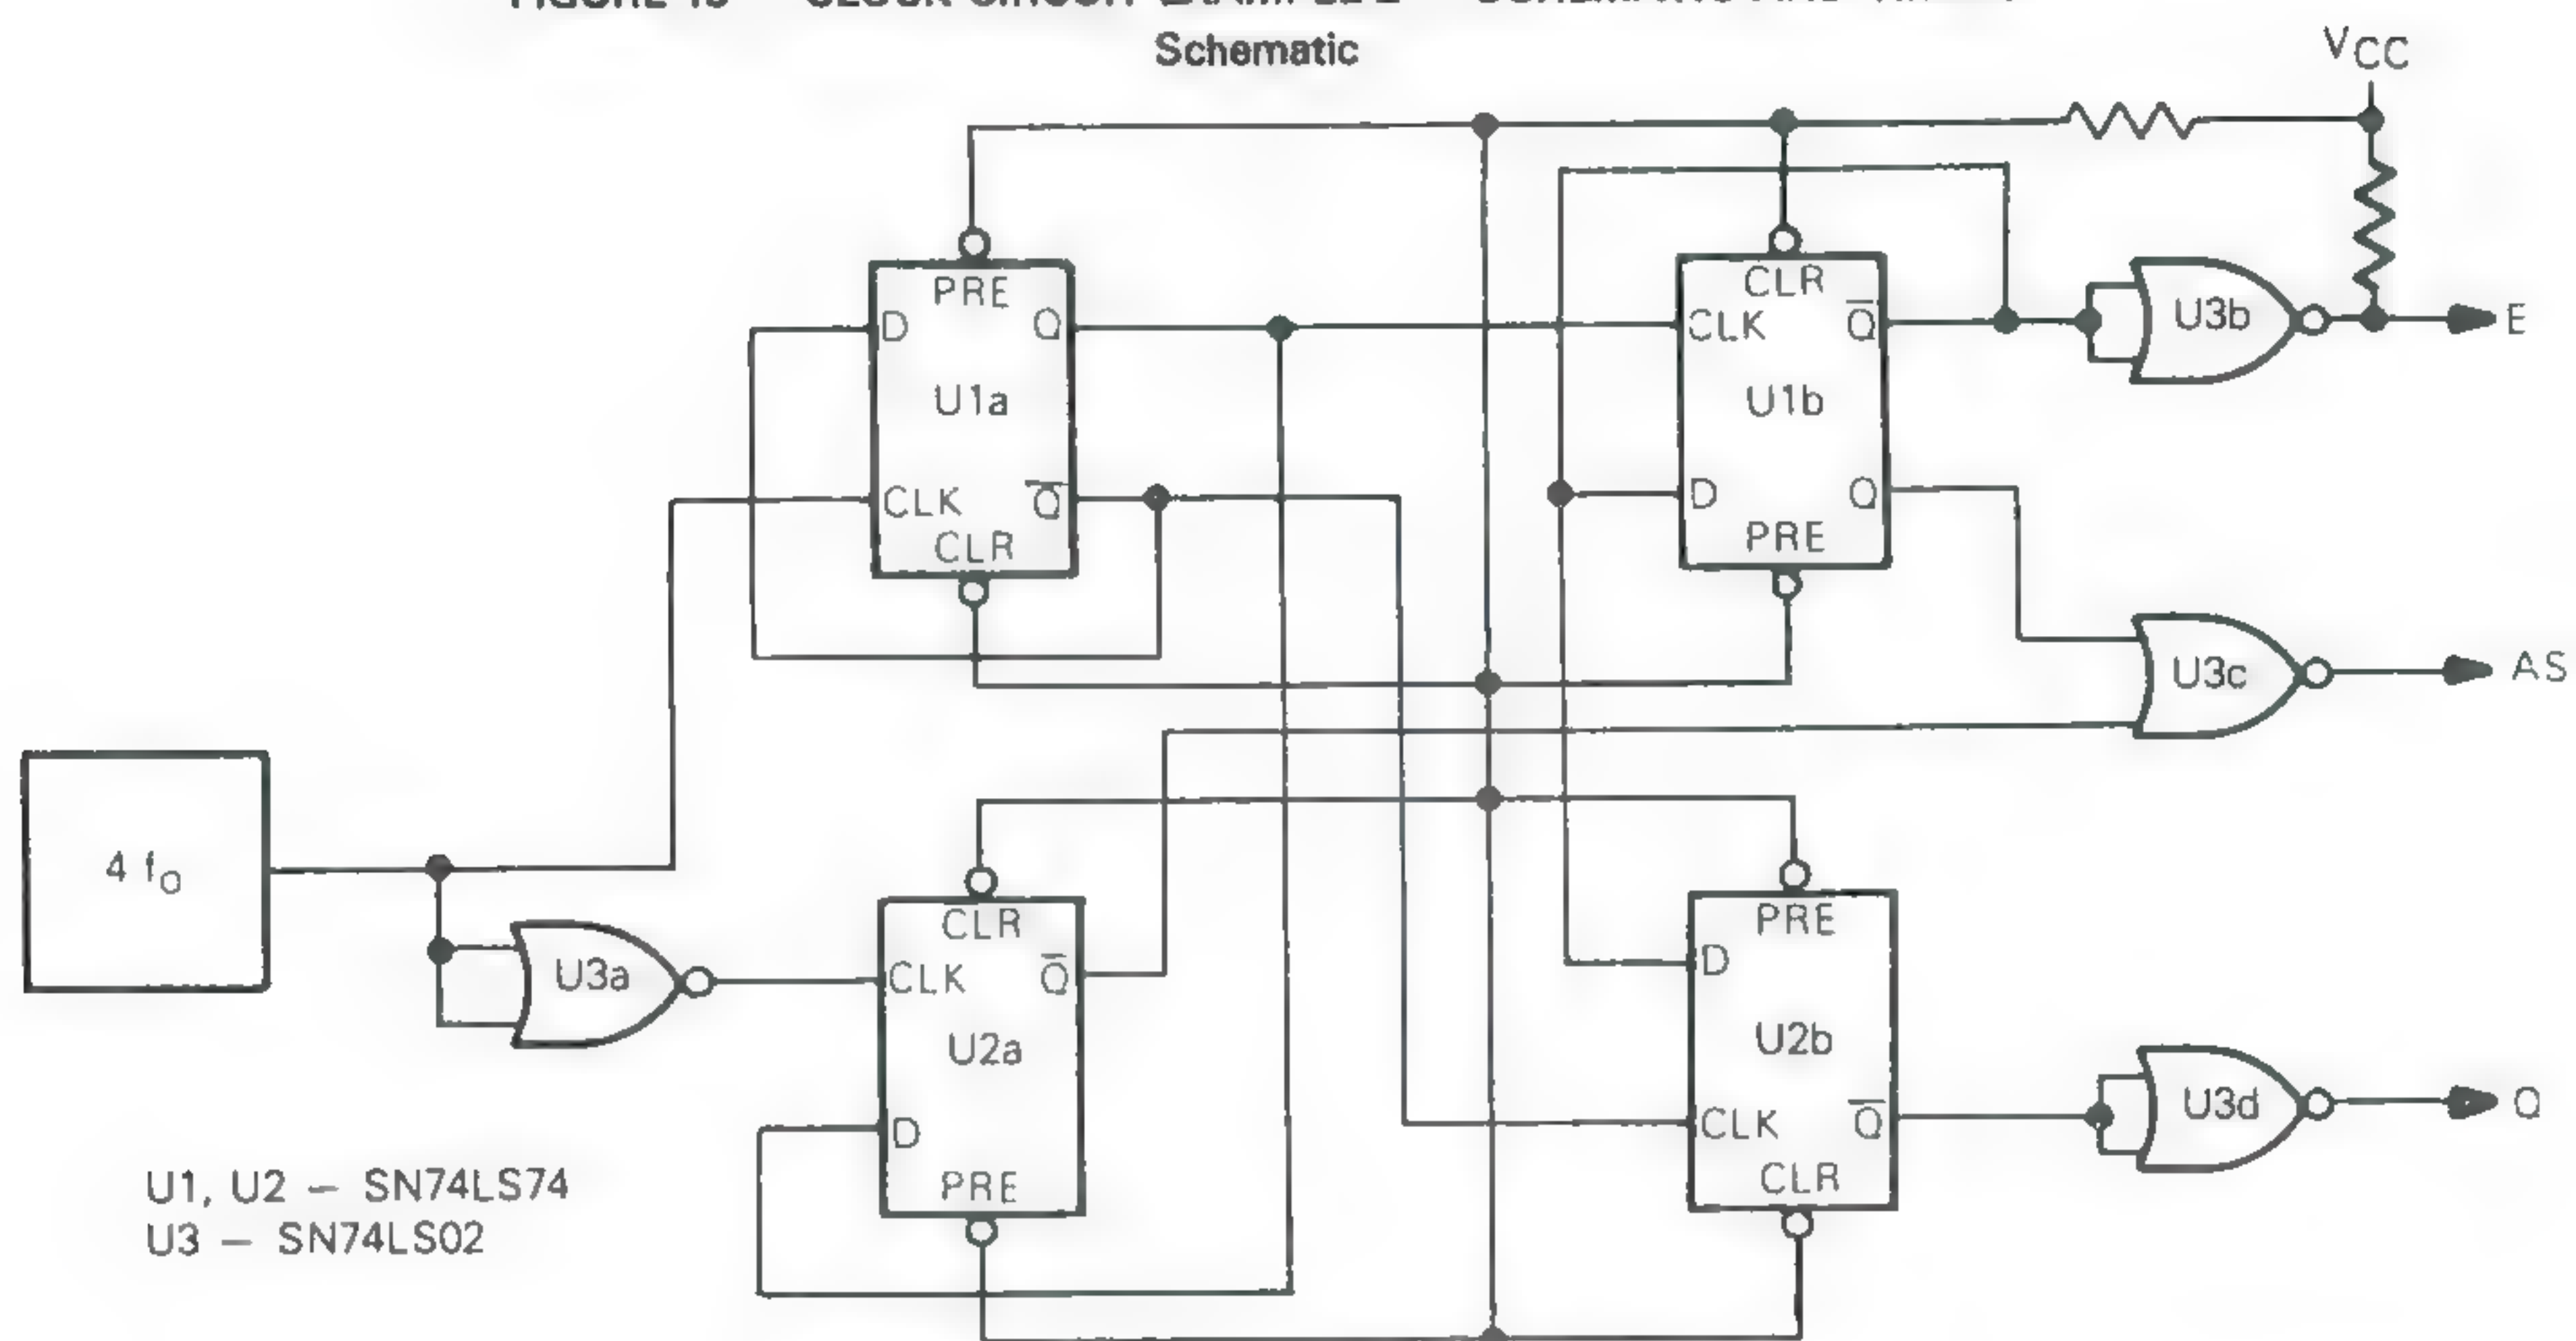 Schematic
VCC
PRE
D
Q
U1a
CLK
Q̅
CLR
CLR
CLK
Q̅
U1b
D
Q
PRE
U3b
E
U3c
AS
4 fo
U3a
CLR
CLK
Q̅
U2a
D
PRE
PRE
D
U2b
CLK
Q̅
CLR
U3d
Q
U1, U2 — SN74LS74
U3 — SN74LS02